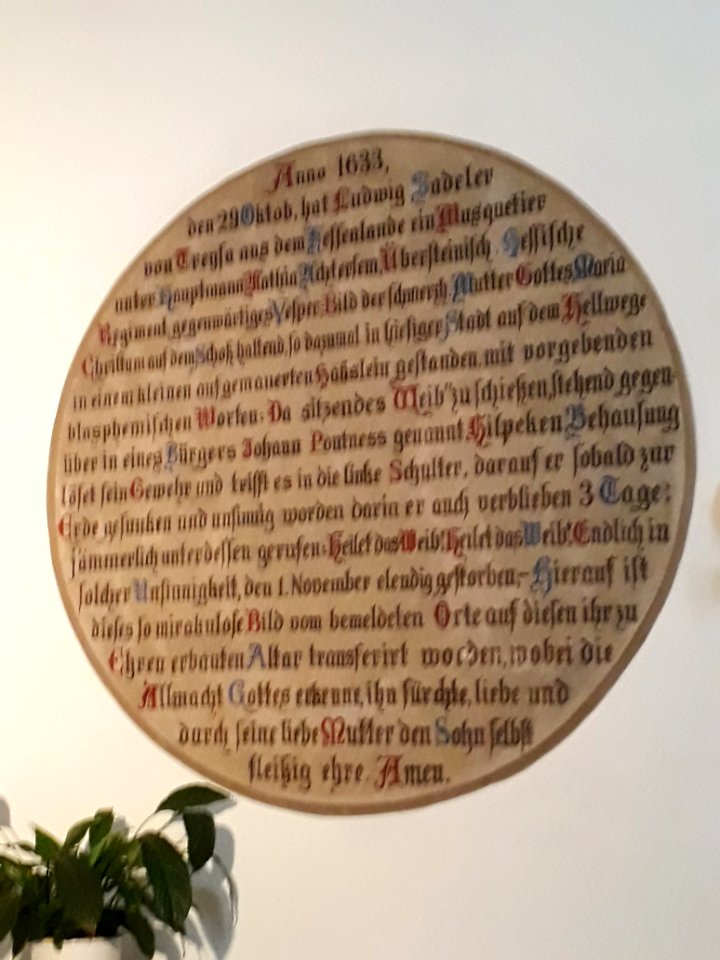 Anno 1633,
den 29 Oktob, hat Ludwig Sadeler
von Treysa aus dem Hessenlande ein Musquetier
unter Hauptmann Mathia Achtersem, Übersteinisch Hessische
Regiment gegenwärtiges Vesper Bild der schmerzh. Mutter Gottes Maria
Christum auf dem Schoß haltend, so dazumal in hiesiger Stadt auf dem Hellwege
in einem kleinen aufgemauerten Häuslein gestanden, mit vorgebenden
blasphemischen Worten: Da sitzendes Weib" zu schießen, stehend gegen-
über in eines Bürgers Johann Poutness genannt Hilpeken Behausung
löset sein Gewehr und trifft es in die linke Schulter, darauf er sobald zur
Erde gesunken und unsinnig worden darin er auch verblieben 3 Tage;
jämmerlich unterdessen gerufen: Heilet das Weib! Heilet das Weib! Endlich in
solcher Unsinnigkeit, den 1. November elendig gestorben;- Hierauf ist
dieses so mirakulose Bild vom bemeldeten Orte auf diesen ihr zu
Ehren erbauten Altar transferirt worden, wobei die
Allmacht Gottes erkenne, ihn fürchte, liebe und
durch seine liebe Mutter den Sohn selbst
fleißig ehre. Amen.